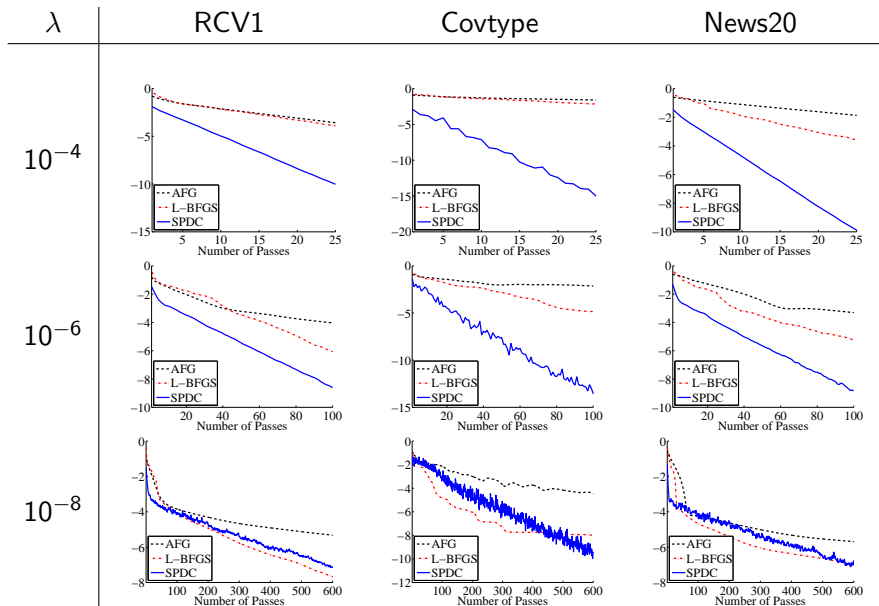 λ RCV1 Covtype News20
10⁻⁴
0
−5
−10
−15
5 10 15 20 25
Number of Passes
AFG
L−BFGS
SPDC
0
−5
−10
−15
−20
5 10 15 20 25
Number of Passes
AFG
L−BFGS
SPDC
0
−2
−4
−6
−8
−10
5 10 15 20 25
Number of Passes
AFG
L−BFGS
SPDC
10⁻⁶
0
−2
−4
−6
−8
−10
20 40 60 80 100
Number of Passes
AFG
L−BFGS
SPDC
0
−5
−10
−15
20 40 60 80 100
Number of Passes
AFG
L−BFGS
SPDC
0
−2
−4
−6
−8
−10
20 40 60 80 100
Number of Passes
AFG
L−BFGS
SPDC
10⁻⁸
0
−2
−4
−6
−8
100 200 300 400 500 600
Number of Passes
AFG
L−BFGS
SPDC
0
−2
−4
−6
−8
−10
−12
100 200 300 400 500 600
Number of Passes
AFG
L−BFGS
SPDC
0
−2
−4
−6
−8
100 200 300 400 500 600
Number of Passes
AFG
L−BFGS
SPDC